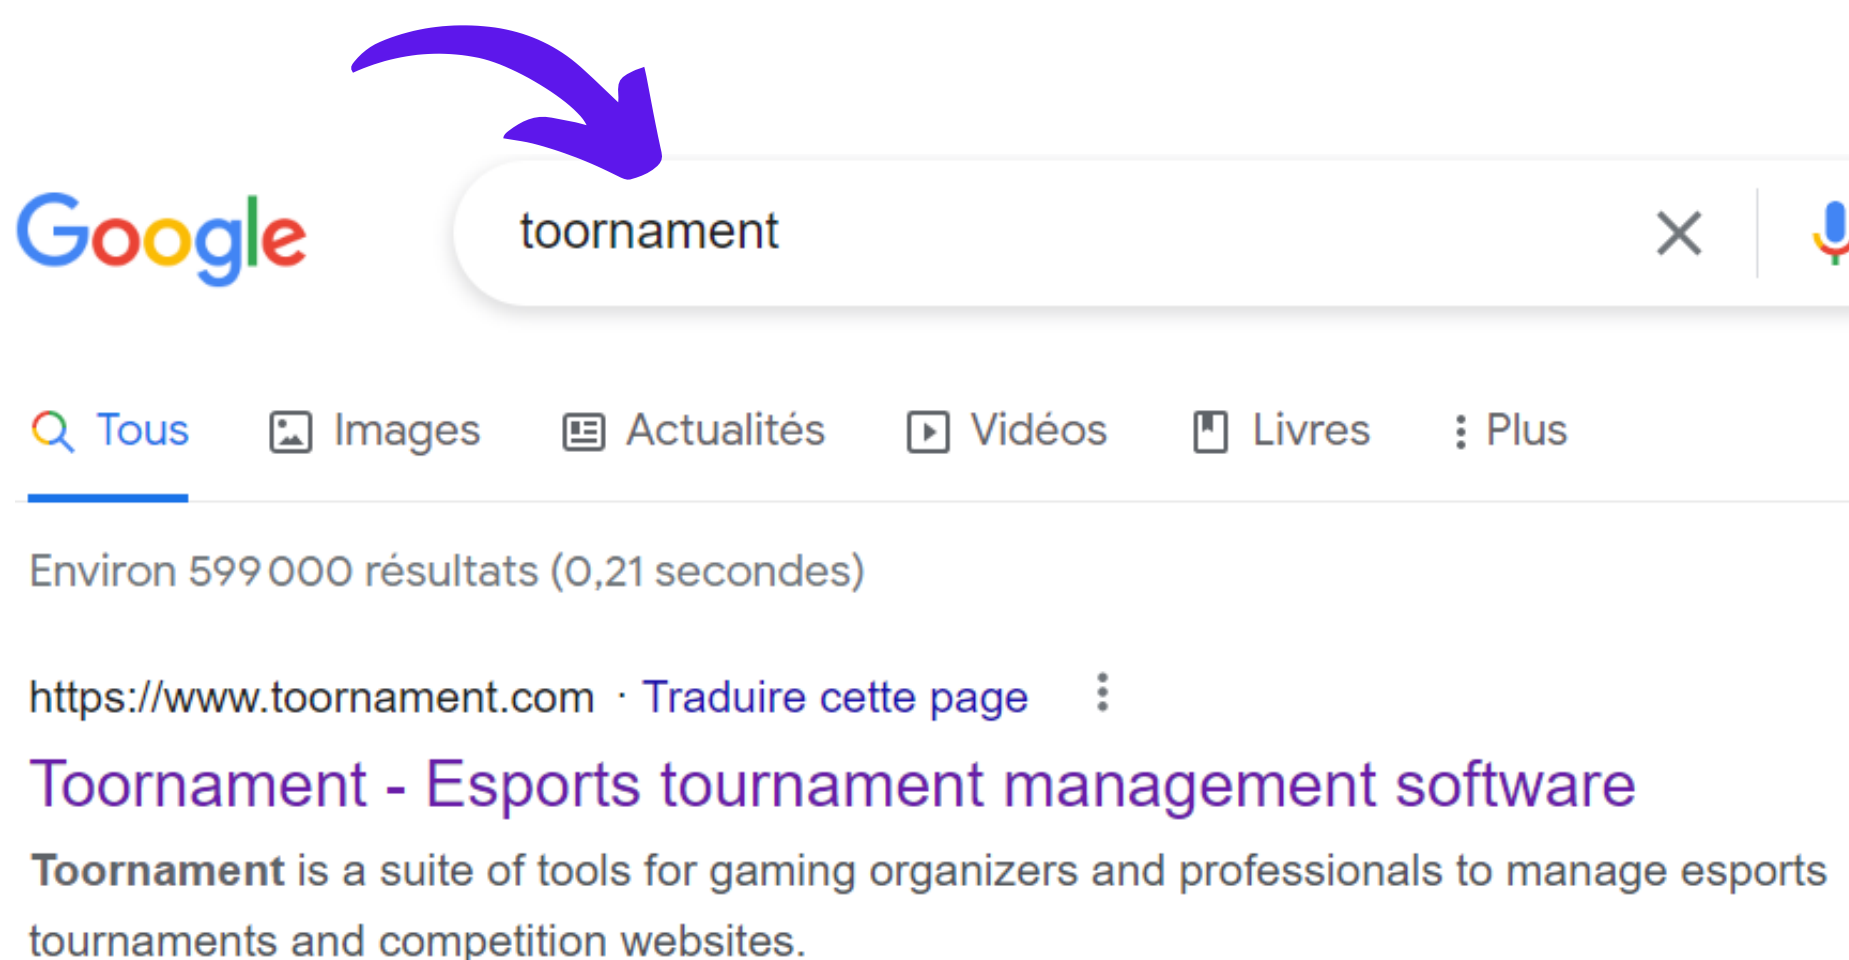 Google
toornament
Tous Images Actualités Vidéos Livres Plus
Environ 599 000 résultats (0,21 secondes)
https://www.toornament.com · Traduire cette page
Toornament - Esports tournament management software
Toornament is a suite of tools for gaming organizers and professionals to manage esports
tournaments and competition websites.